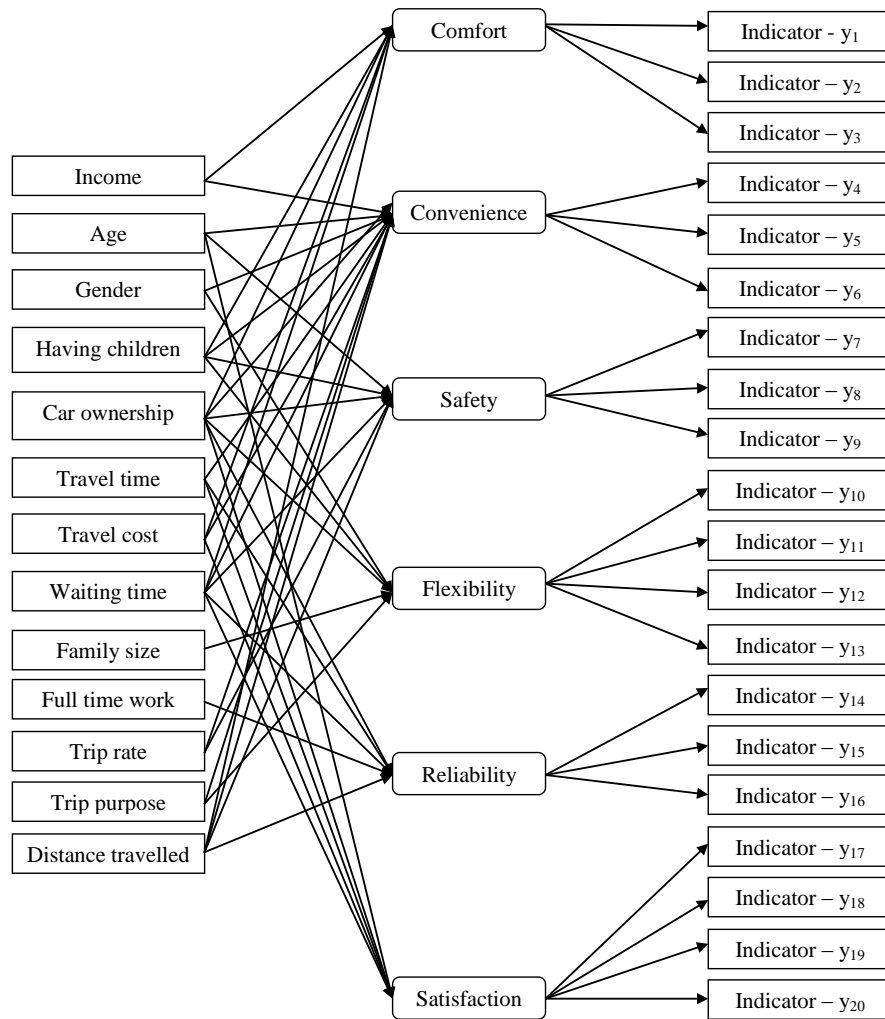 Income
Age
Gender
Having children
Car ownership
Travel time
Travel cost
Waiting time
Family size
Full time work
Trip rate
Trip purpose
Distance travelled
Comfort
Convenience
Safety
Flexibility
Reliability
Satisfaction
Indicator - y₁
Indicator – y₂
Indicator – y₃
Indicator – y₄
Indicator – y₅
Indicator – y₆
Indicator – y₇
Indicator – y₈
Indicator – y₉
Indicator – y₁₀
Indicator – y₁₁
Indicator – y₁₂
Indicator – y₁₃
Indicator – y₁₄
Indicator – y₁₅
Indicator – y₁₆
Indicator – y₁₇
Indicator – y₁₈
Indicator – y₁₉
Indicator – y₂₀